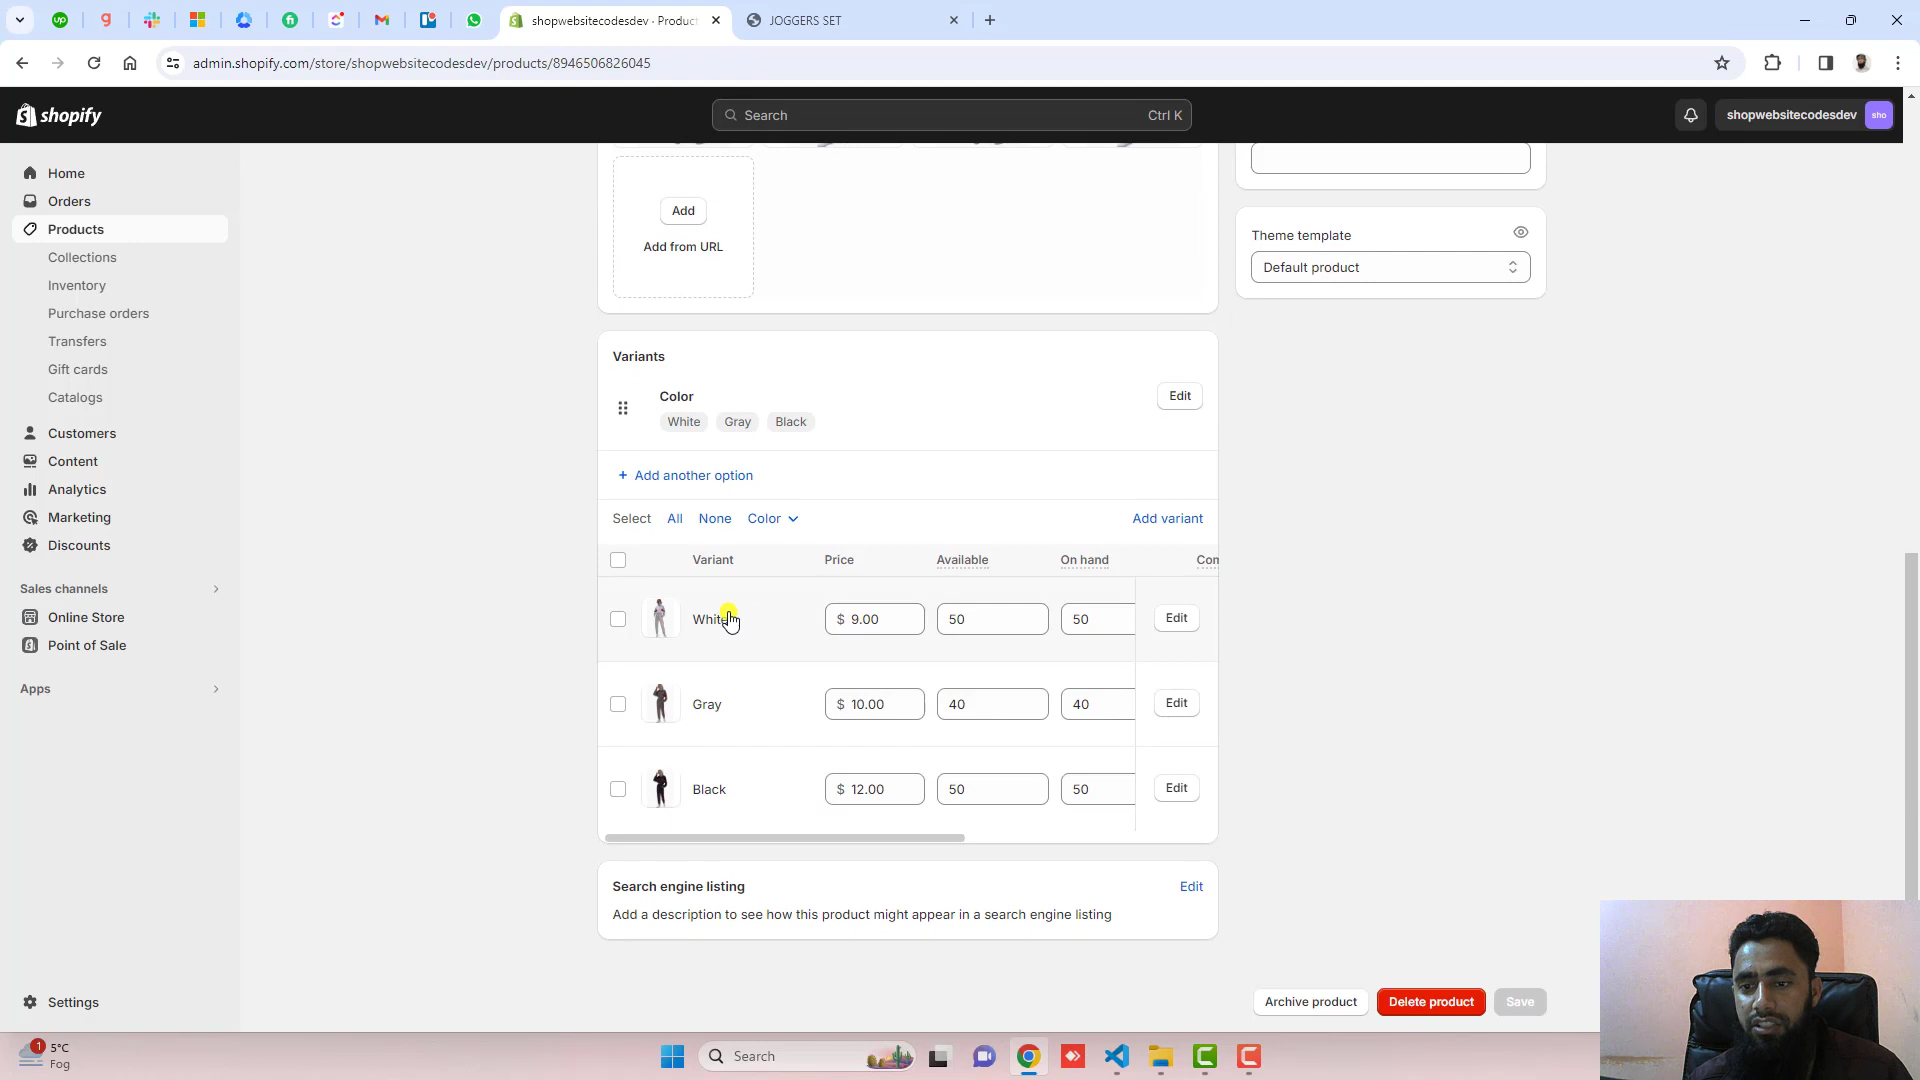 shopwebsitecodesdev · Product
JOGGERS SET
admin.shopify.com/store/shopwebsitecodesdev/products/8946506826045
shopify
Search
Ctrl K
shopwebsitecodesdev
sho
Home
Orders
Products
Collections
Inventory
Purchase orders
Transfers
Gift cards
Catalogs
Customers
Content
Analytics
Marketing
Discounts
Sales channels
Online Store
Point of Sale
Apps
Settings
Add
Add from URL
Theme template
Default product
Variants
Color
Edit
White Gray Black
+ Add another option
Select All None Color
Add variant
Variant Price Available On hand Com
White $ 9.00 50 50 Edit
Gray $ 10.00 40 40 Edit
Black $ 12.00 50 50 Edit
Search engine listing
Edit
Add a description to see how this product might appear in a search engine listing
Archive product
Delete product
Save
1
5°C
Fog
Search